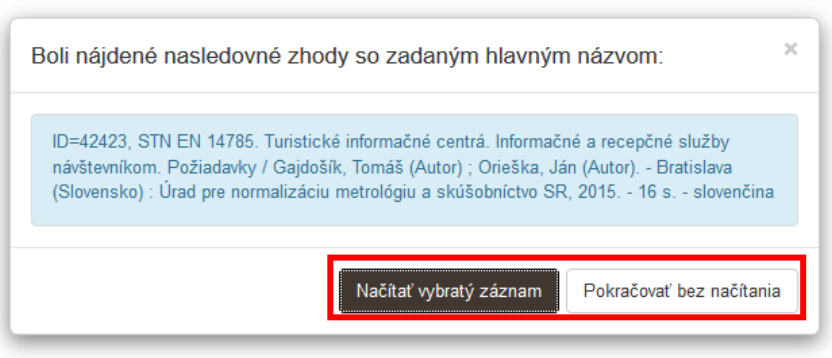 Boli nájdené nasledovné zhody so zadaným hlavným názvom:
×
ID=42423, STN EN 14785. Turistické informačné centrá. Informačné a recepčné služby
návštevníkom. Požiadavky / Gajdošík, Tomáš (Autor) ; Orieška, Ján (Autor). - Bratislava
(Slovensko) : Úrad pre normalizáciu metrológiu a skúšobníctvo SR, 2015. - 16 s. - slovenčina
Načítať vybratý záznam
Pokračovať bez načítania